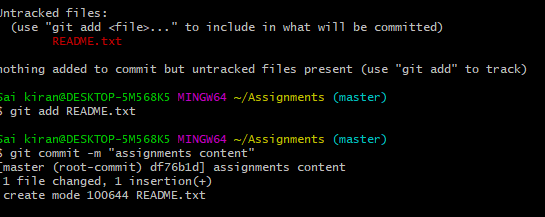 Untracked files:
(use "git add <file>..." to include in what will be committed)
README.txt
nothing added to commit but untracked files present (use "git add" to track)
Sai kiran@DESKTOP-5M568K5 MINGW64 ~/Assignments (master)
$ git add README.txt
Sai kiran@DESKTOP-5M568K5 MINGW64 ~/Assignments (master)
$ git commit -m "assignments content"
[master (root-commit) df76b1d] assignments content
1 file changed, 1 insertion(+)
create mode 100644 README.txt